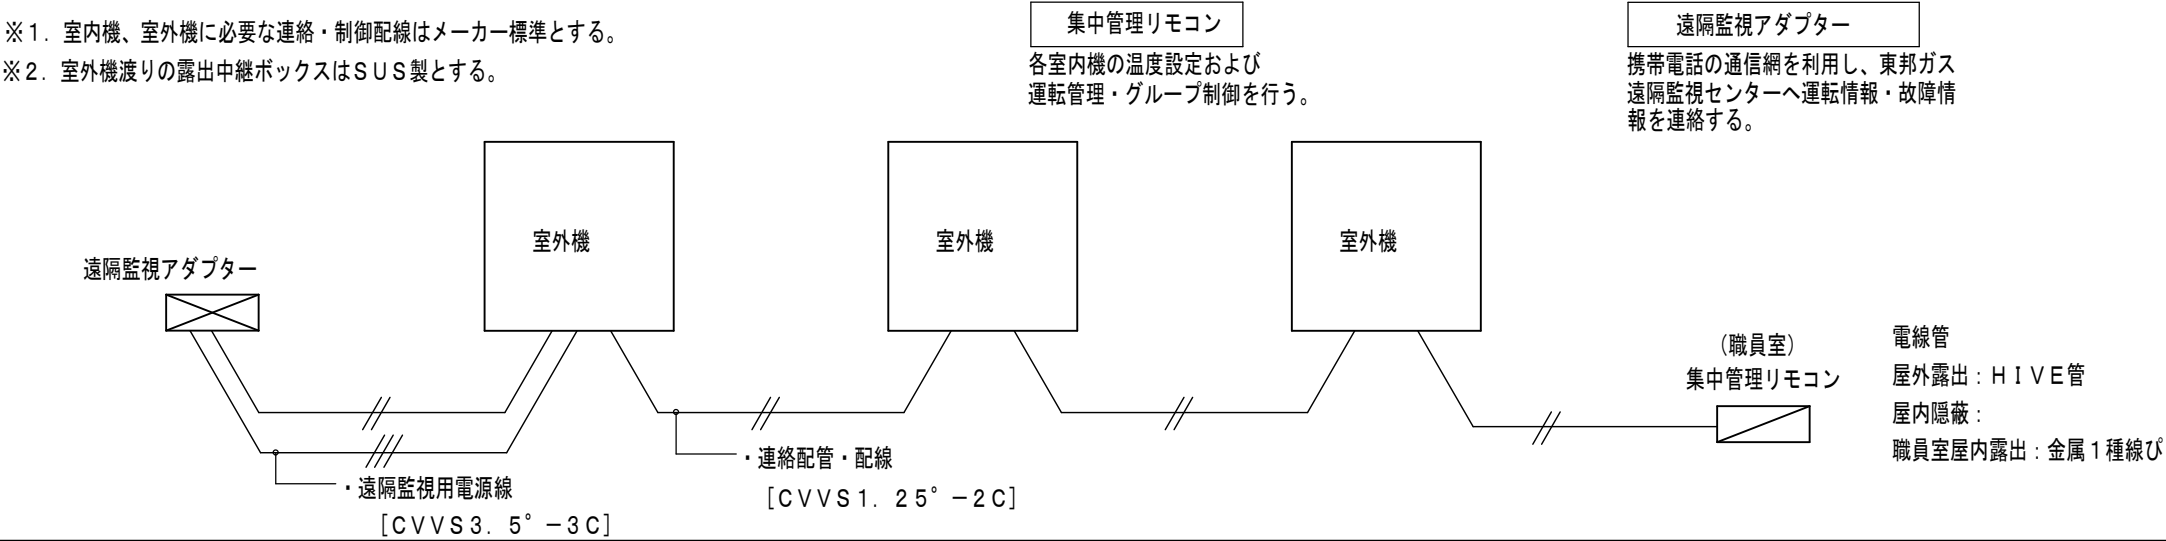 ※１．室内機、室外機に必要な連絡・制御配線はメーカー標準とする。
※２．室外機渡りの露出中継ボックスはＳＵＳ製とする。
集中管理リモコン
各室内機の温度設定および
運転管理・グループ制御を行う。
遠隔監視アダプター
携帯電話の通信網を利用し、東邦ガス
遠隔監視センターへ運転情報・故障情
報を連絡する。
室外機
室外機
室外機
遠隔監視アダプター
（職員室）
集中管理リモコン
電線管
屋外露出：ＨＩＶＥ管
屋内隠蔽：
職員室屋内露出：金属１種線ぴ
・連絡配管・配線
［ＣＶＶＳ１．２５°－２Ｃ］
・遠隔監視用電源線
［ＣＶＶＳ３．５°－３Ｃ］